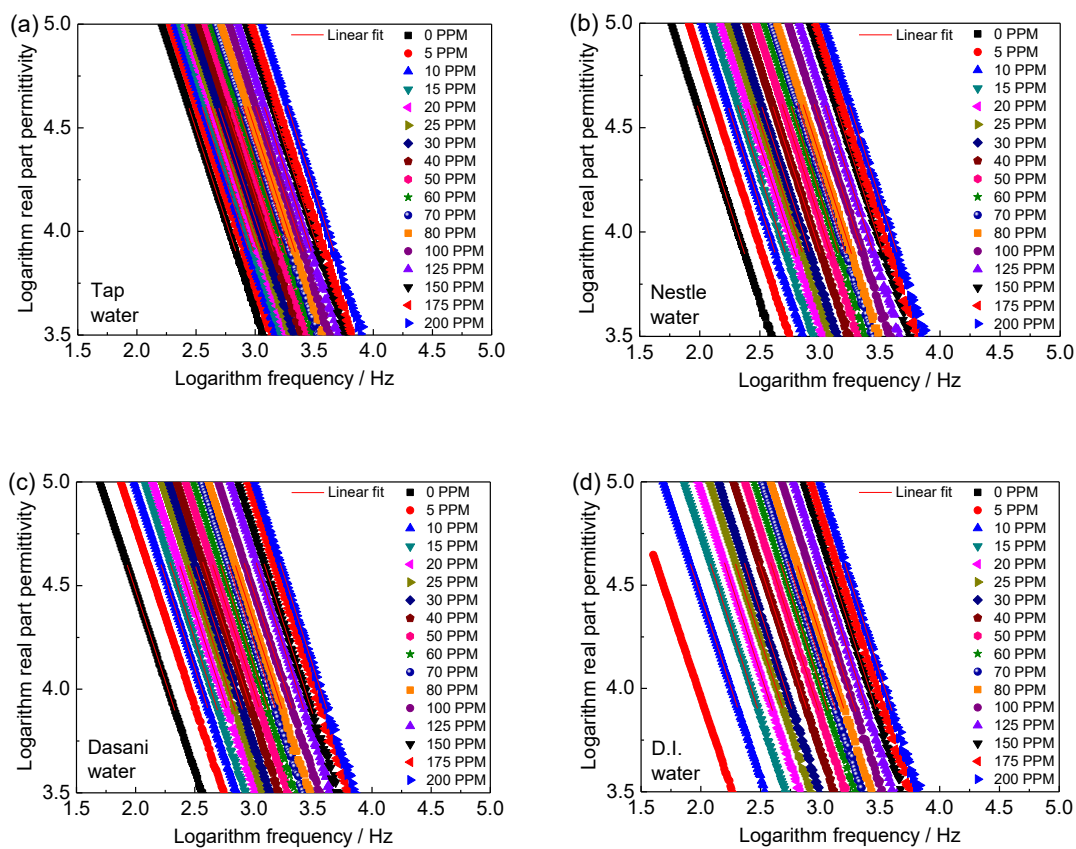 (a)
5.0
4.5
4.0
3.5
Logarithm real part permittivity
Linear fit
0 PPM
5 PPM
10 PPM
15 PPM
20 PPM
25 PPM
30 PPM
40 PPM
50 PPM
60 PPM
70 PPM
80 PPM
100 PPM
125 PPM
150 PPM
175 PPM
200 PPM
Tap
water
1.5 2.0 2.5 3.0 3.5 4.0 4.5 5.0
Logarithm frequency / Hz
(b)
5.0
4.5
4.0
3.5
Logarithm real part permittivity
Linear fit
0 PPM
5 PPM
10 PPM
15 PPM
20 PPM
25 PPM
30 PPM
40 PPM
50 PPM
60 PPM
70 PPM
80 PPM
100 PPM
125 PPM
150 PPM
175 PPM
200 PPM
Nestle
water
1.5 2.0 2.5 3.0 3.5 4.0 4.5 5.0
Logarithm frequency / Hz
(c)
5.0
4.5
4.0
3.5
Logarithm real part permittivity
Linear fit
0 PPM
5 PPM
10 PPM
15 PPM
20 PPM
25 PPM
30 PPM
40 PPM
50 PPM
60 PPM
70 PPM
80 PPM
100 PPM
125 PPM
150 PPM
175 PPM
200 PPM
Dasani
water
1.5 2.0 2.5 3.0 3.5 4.0 4.5 5.0
Logarithm frequency / Hz
(d)
5.0
4.5
4.0
3.5
Logarithm real part permittivity
Linear fit
0 PPM
5 PPM
10 PPM
15 PPM
20 PPM
25 PPM
30 PPM
40 PPM
50 PPM
60 PPM
70 PPM
80 PPM
100 PPM
125 PPM
150 PPM
175 PPM
200 PPM
D.I.
water
1.5 2.0 2.5 3.0 3.5 4.0 4.5 5.0
Logarithm frequency / Hz